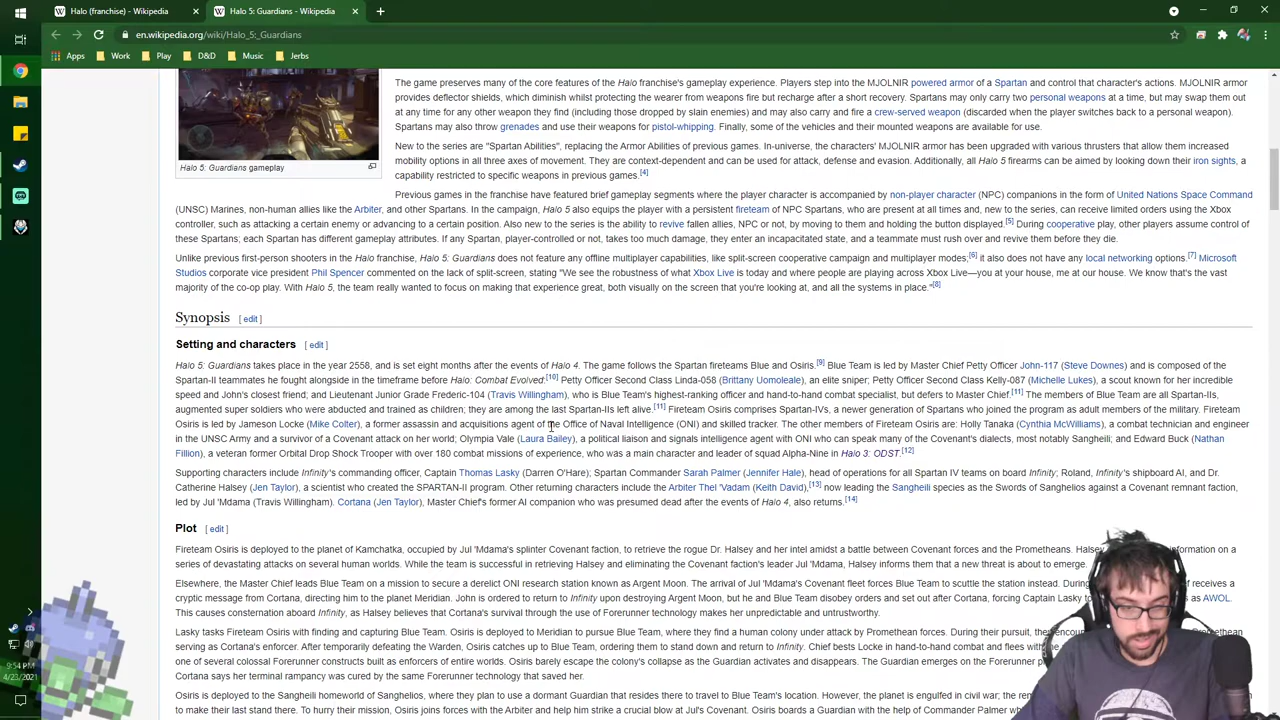 Halo (franchise) - Wikipedia
Halo 5: Guardians - Wikipedia
en.wikipedia.org/wiki/Halo_5:_Guardians
Apps Work Play D&D Music Jerbs
The game preserves many of the core features of the Halo franchise's gameplay experience. Players step into the MJOLNIR powered armor of a Spartan and control that character's actions. MJOLNIR armor
provides deflector shields, which diminish whilst protecting the wearer from weapons fire but recharge after a short recovery. Spartans may only carry two personal weapons at a time, but may swap them out
at any time for any other weapon they find (including those dropped by slain enemies) and may also carry and fire a crew-served weapon (discarded when the player switches back to a personal weapon).
Spartans may also throw grenades and use their weapons for pistol-whipping. Finally, some of the vehicles and their mounted weapons are available for use.
Halo 5: Guardians gameplay
New to the series are "Spartan Abilities", replacing the Armor Abilities of previous games. In-universe, the characters' MJOLNIR armor has been upgraded with various thrusters that allow them increased
mobility options in all three axes of movement. They are context-dependent and can be used for attack, defense and evasion. Additionally, all Halo 5 firearms can be aimed by looking down their iron sights, a
capability restricted to specific weapons in previous games.[4]
Previous games in the franchise have featured brief gameplay segments where the player character is accompanied by non-player character (NPC) companions in the form of United Nations Space Command
(UNSC) Marines, non-human allies like the Arbiter, and other Spartans. In the campaign, Halo 5 also equips the player with a persistent fireteam of NPC Spartans, who are present at all times and, new to the series, can receive limited orders using the Xbox
controller, such as attacking a certain enemy or advancing to a certain position. Also new to the series is the ability to revive fallen allies, NPC or not, by moving to them and holding the button displayed.[5] During cooperative play, other players assume control of
these Spartans; each Spartan has different gameplay attributes. If any Spartan, player-controlled or not, takes too much damage, they enter an incapacitated state, and a teammate must rush over and revive them before they die.
Unlike previous first-person shooters in the Halo franchise, Halo 5: Guardians does not feature any offline multiplayer capabilities, like split-screen cooperative campaign and multiplayer modes;[6] it also does not have any local networking options.[7] Microsoft
Studios corporate vice president Phil Spencer commented on the lack of split-screen, stating "We see the robustness of what Xbox Live is today and where people are playing across Xbox Live—you at your house, me at our house. We know that's the vast
majority of the co-op play. With Halo 5, the team really wanted to focus on making that experience great, both visually on the screen that you're looking at, and all the systems in place."[8]
Synopsis [ edit ]
Setting and characters [ edit ]
Halo 5: Guardians takes place in the year 2558, and is set eight months after the events of Halo 4. The game follows the Spartan fireteams Blue and Osiris.[9] Blue Team is led by Master Chief Petty Officer John-117 (Steve Downes) and is composed of the
Spartan-II teammates he fought alongside in the timeframe before Halo: Combat Evolved:[10] Petty Officer Second Class Linda-058 (Brittany Uomoleale), an elite sniper; Petty Officer Second Class Kelly-087 (Michelle Lukes), a scout known for her incredible
speed and John's closest friend; and Lieutenant Junior Grade Frederic-104 (Travis Willingham), who is Blue Team's highest-ranking officer and hand-to-hand combat specialist, but defers to Master Chief.[11] The members of Blue Team are all Spartan-IIs,
augmented super soldiers who were abducted and trained as children; they are among the last Spartan-IIs left alive.[11] Fireteam Osiris comprises Spartan-IVs, a newer generation of Spartans who joined the program as adult members of the military. Fireteam
Osiris is led by Jameson Locke (Mike Colter), a former assassin and acquisitions agent of the Office of Naval Intelligence (ONI) and skilled tracker. The other members of Fireteam Osiris are: Holly Tanaka (Cynthia McWilliams), a combat technician and engineer
in the UNSC Army and a survivor of a Covenant attack on her world; Olympia Vale (Laura Bailey), a political liaison and signals intelligence agent with ONI who can speak many of the Covenant's dialects, most notably Sangheili; and Edward Buck (Nathan
Fillion), a veteran former Orbital Drop Shock Trooper with over 180 combat missions of experience, who was a main character and leader of squad Alpha-Nine in Halo 3: ODST.[12]
Supporting characters include Infinity's commanding officer, Captain Thomas Lasky (Darren O'Hare); Spartan Commander Sarah Palmer (Jennifer Hale), head of operations for all Spartan IV teams on board Infinity; Roland, Infinity's shipboard AI, and Dr.
Catherine Halsey (Jen Taylor), a scientist who created the SPARTAN-II program. Other returning characters include the Arbiter Thel 'Vadam (Keith David),[13] now leading the Sangheili species as the Swords of Sanghelios against a Covenant remnant faction,
led by Jul 'Mdama (Travis Willingham). Cortana (Jen Taylor), Master Chief's former AI companion who was presumed dead after the events of Halo 4, also returns.[14]
Plot [ edit ]
Fireteam Osiris is deployed to the planet of Kamchatka, occupied by Jul 'Mdama's splinter Covenant faction, to retrieve the rogue Dr. Halsey and her intel amidst a battle between Covenant forces and the Prometheans. Halsey information on a
series of devastating attacks on several human worlds. While the team is successful in retrieving Halsey and eliminating the Covenant faction's leader Jul 'Mdama, Halsey informs them that a new threat is about to emerge.
Elsewhere, the Master Chief leads Blue Team on a mission to secure a derelict ONI research station known as Argent Moon. The arrival of Jul 'Mdama's Covenant fleet forces Blue Team to scuttle the station instead. During receives a
cryptic message from Cortana, directing him to the planet Meridian. John is ordered to return to Infinity upon destroying Argent Moon, but he and Blue Team disobey orders and set out after Cortana, forcing Captain Lasky to as AWOL.
This causes consternation aboard Infinity, as Halsey believes that Cortana's survival through the use of Forerunner technology makes her unpredictable and untrustworthy.
Lasky tasks Fireteam Osiris with finding and capturing Blue Team. Osiris is deployed to Meridian to pursue Blue Team, where they find a human colony under attack by Promethean forces. During their pursuit, they Promethean
serving as Cortana's enforcer. After temporarily defeating the Warden, Osiris catches up to Blue Team, ordering them to stand down and return to Infinity. Chief bests Locke in hand-to-hand combat and flees with
one of several colossal Forerunner constructs built as enforcers of entire worlds. Osiris barely escape the colony's collapse as the Guardian activates and disappears. The Guardian emerges on the Forerunner
Cortana says her terminal rampancy was cured by the same Forerunner technology that saved her.
Osiris is deployed to the Sangheili homeworld of Sanghelios, where they plan to use a dormant Guardian that resides there to travel to Blue Team's location. However, the planet is engulfed in civil war; the
to make their last stand there. To hurry their mission, Osiris joins forces with the Arbiter and help him strike a crucial blow at Covenant forces. Osiris boards a Guardian with the help of Commander Palmer
9:54 PM
4/23/2021